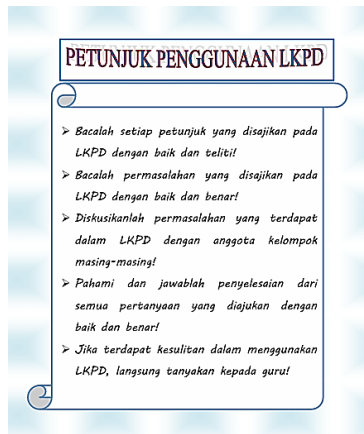 PETUNJUK PENGGUNAAN LKPD
➢ Bacalah setiap petunjuk yang disajikan pada
LKPD dengan baik dan teliti!
➢ Bacalah permasalahan yang disajikan pada
LKPD dengan baik dan benar!
➢ Diskusikanlah permasalahan yang terdapat
dalam LKPD dengan anggota kelompok
masing-masing!
➢ Pahami dan jawablah penyelesaian dari
semua pertanyaan yang diajukan dengan
baik dan benar!
➢ Jika terdapat kesulitan dalam menggunakan
LKPD, langsung tanyakan kepada guru!